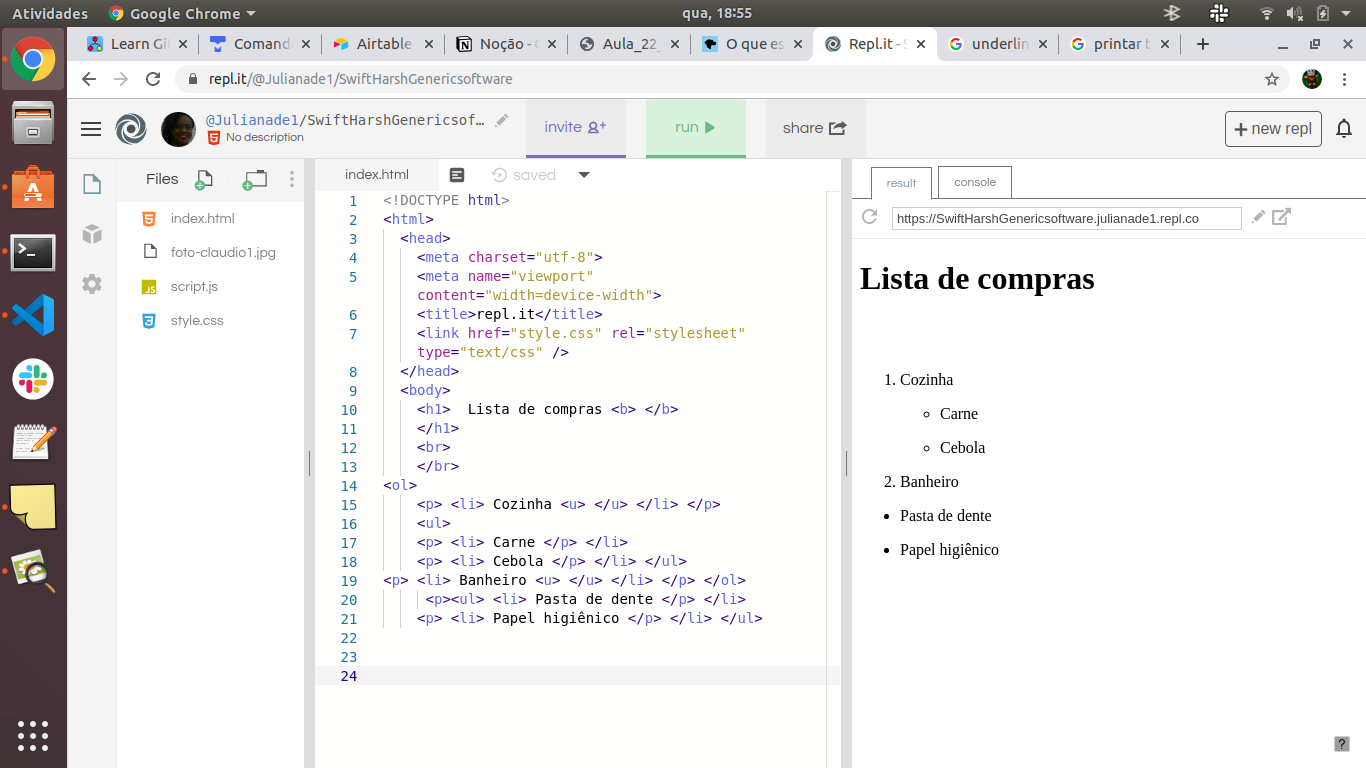 Atividades
Google Chrome
qua, 18:55
Learn Gi
Comand
Airtable
Noção -
Aula_22_
O que es
Repl.it -
underlin
printar t
repl.it/@Julianade1/SwiftHarshGenericsoftware
@Julianade1/SwiftHarshGenericsof...
No description
invite
run
share
new repl
Files
index.html
foto-claudio1.jpg
script.js
style.css
index.html
saved
1 <!DOCTYPE html>
2 <html>
3 <head>
4 <meta charset="utf-8">
5 <meta name="viewport"
content="width=device-width">
6 <title>repl.it</title>
7 <link href="style.css" rel="stylesheet"
type="text/css" />
8 </head>
9 <body>
10 <h1>  Lista de compras <b> </b>
11 </h1>
12 <br>
13 </br>
14 <ol>
15 <p> <li> Cozinha <u> </u> </li> </p>
16 <ul>
17 <p> <li> Carne </p> </li>
18 <p> <li> Cebola </p> </li> </ul>
19 <p> <li> Banheiro <u> </u> </li> </p> </ol>
20 <p><ul> <li> Pasta de dente </p> </li>
21 <p> <li> Papel higiênico </p> </li> </ul>
22
23
24
result
console
https://SwiftHarshGenericsoftware.julianade1.repl.co
Lista de compras
1. Cozinha
Carne
Cebola
2. Banheiro
Pasta de dente
Papel higiênico
?